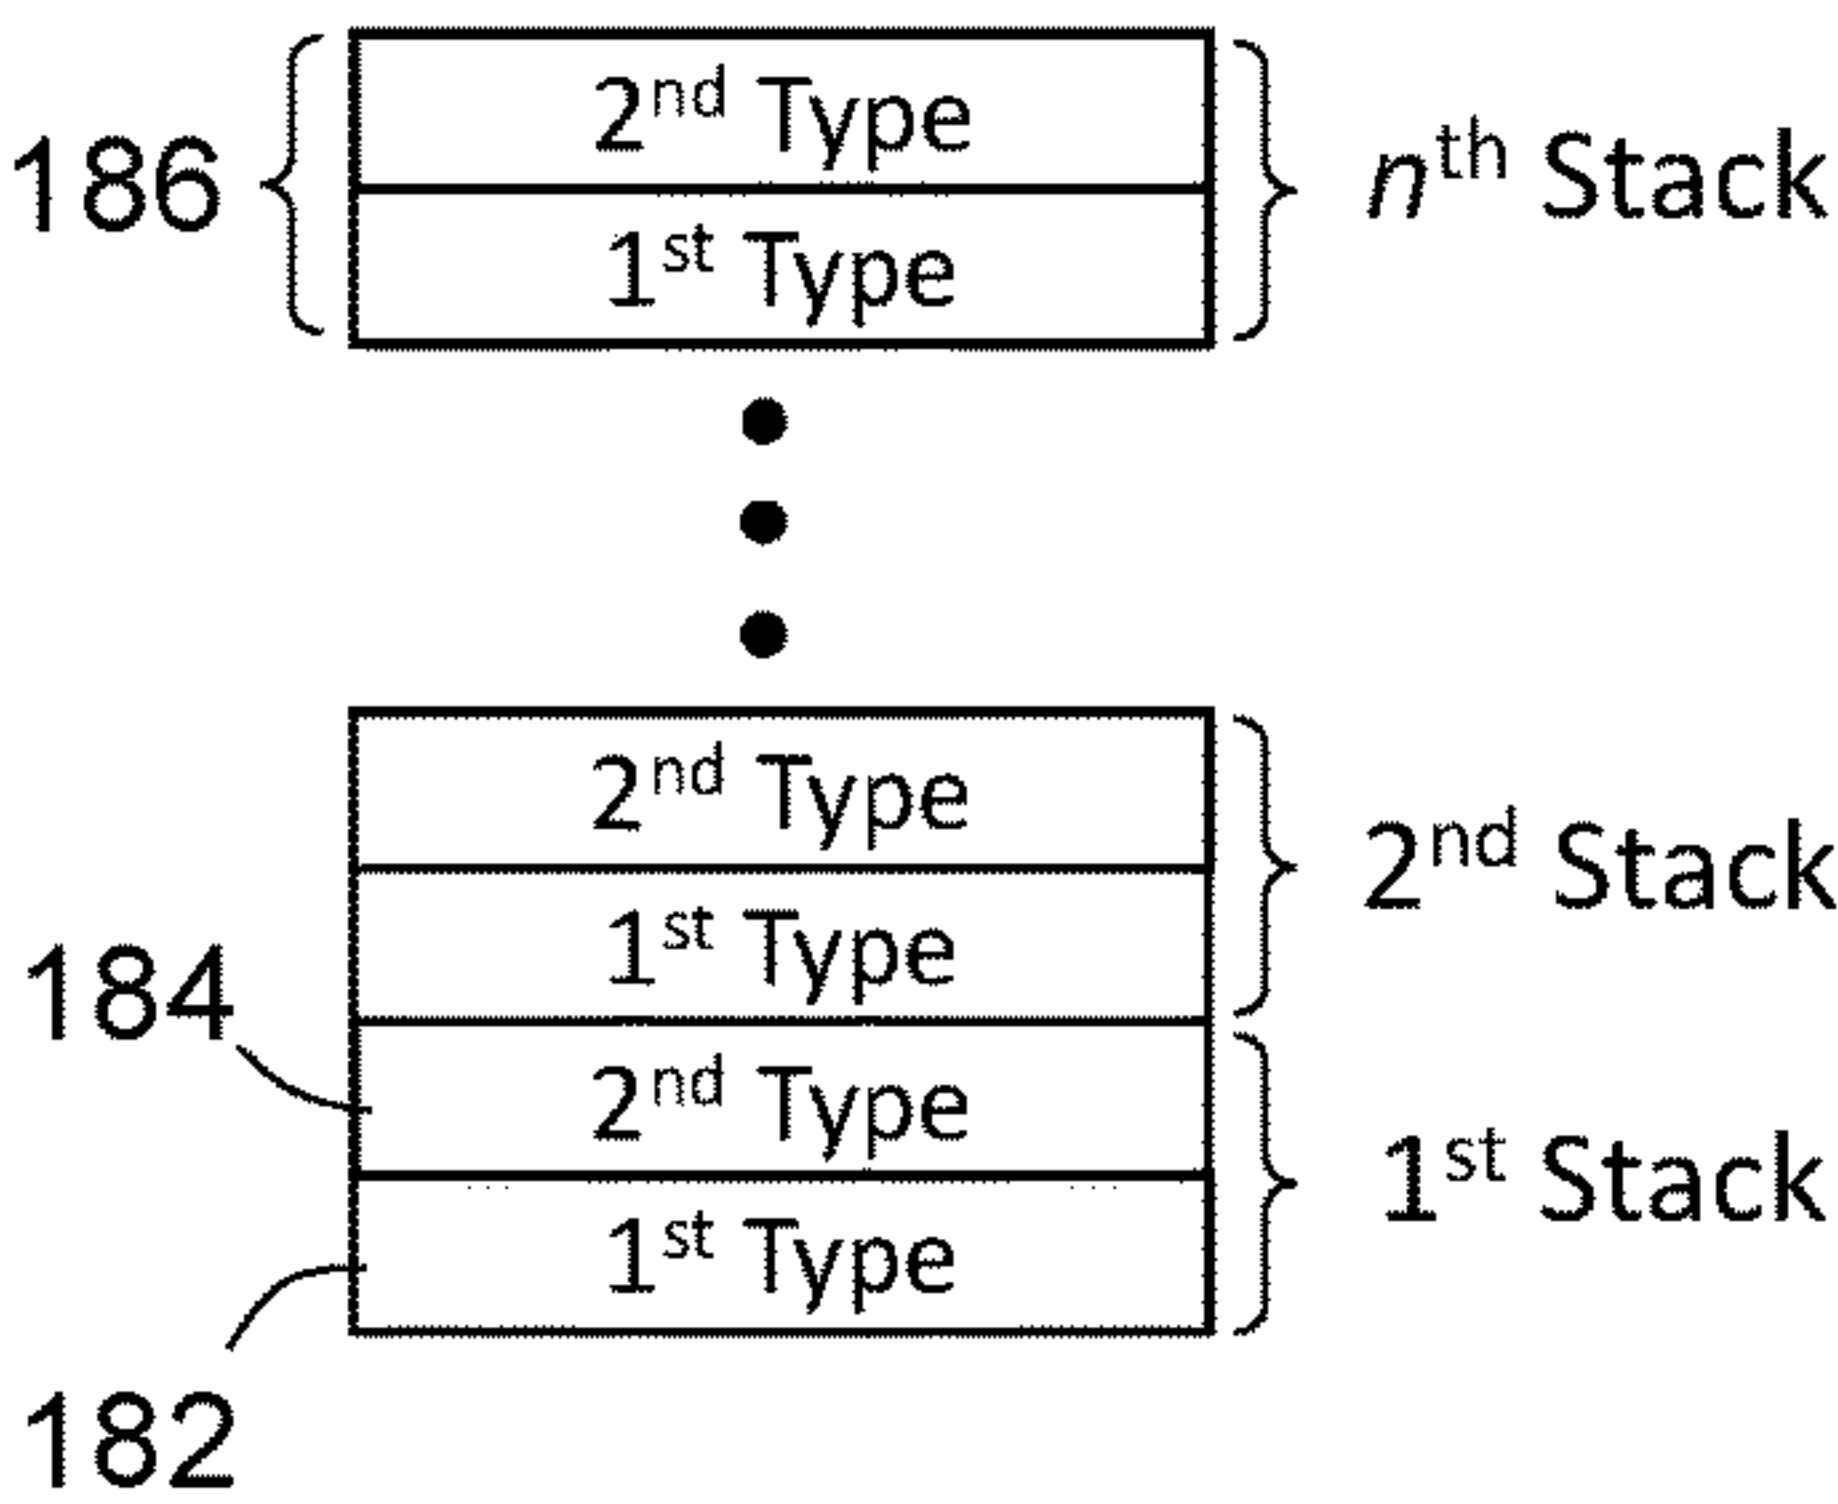 2nd Type
186
nth Stack
1st Type
2nd Type
2nd Stack
1st Type
184
2nd Type
1st Stack
1st Type
182